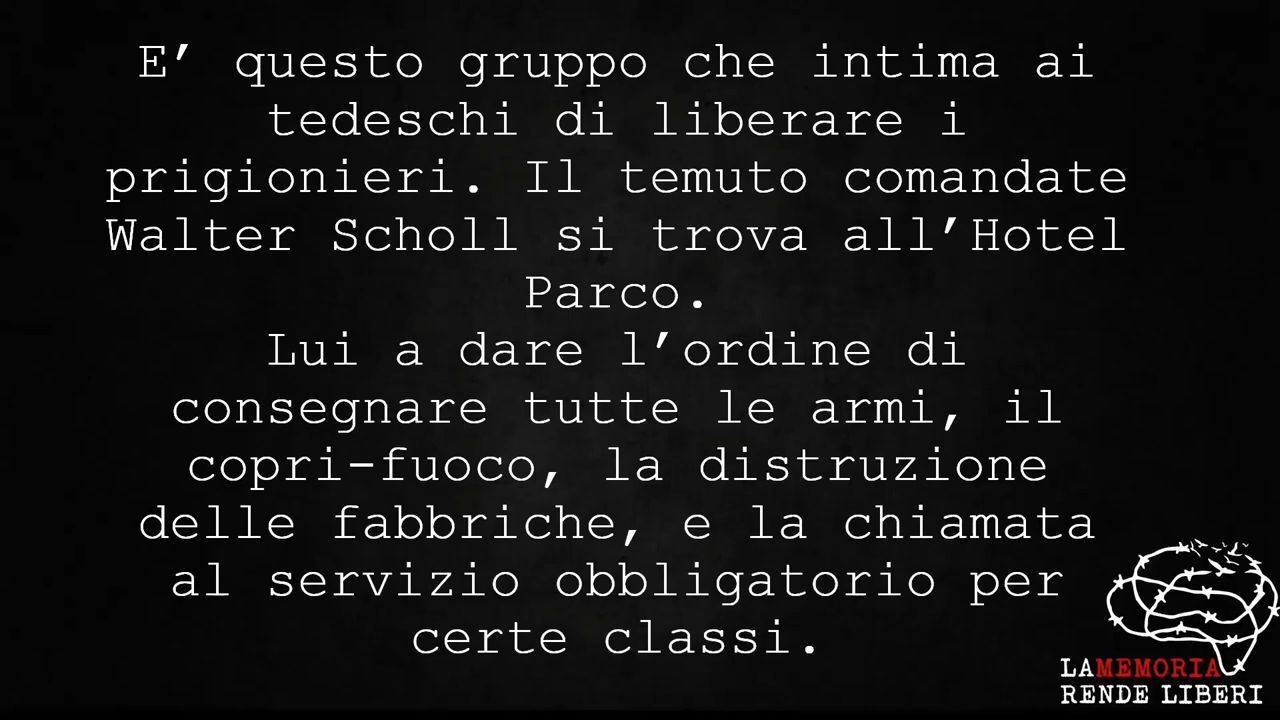 E’ questo gruppo che intima ai
tedeschi di liberare i
prigionieri. Il temuto comandate
Walter Scholl si trova all’Hotel
Parco.
Lui a dare l’ordine di
consegnare tutte le armi, il
copri-fuoco, la distruzione
delle fabbriche, e la chiamata
al servizio obbligatorio per
certe classi.
LAMEMORIA
RENDE LIBERI